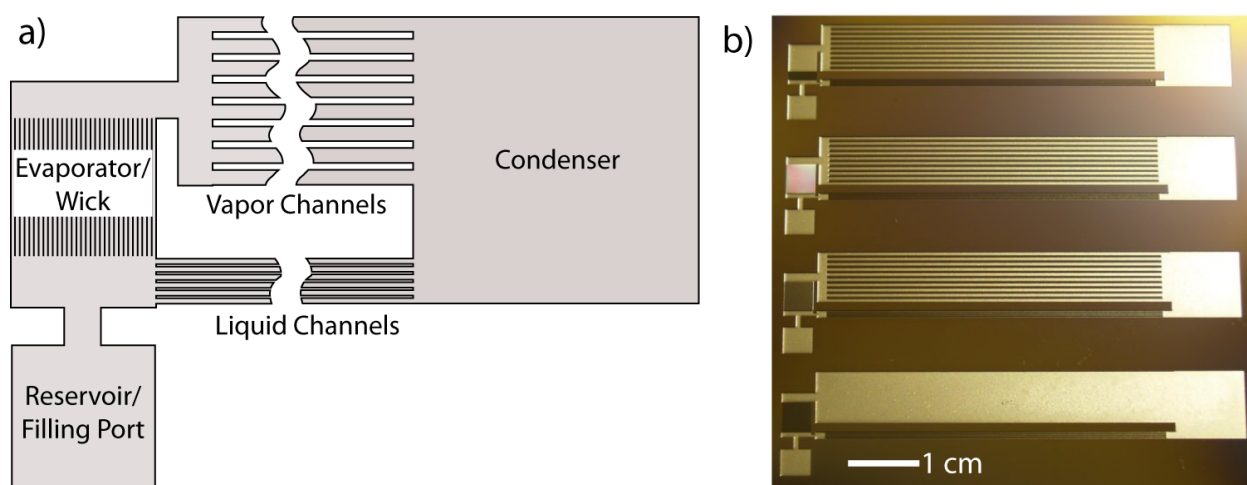 a)
Evaporator/
Wick
Vapor Channels
Condenser
Liquid Channels
Reservoir/
Filling Port
b)
1 cm